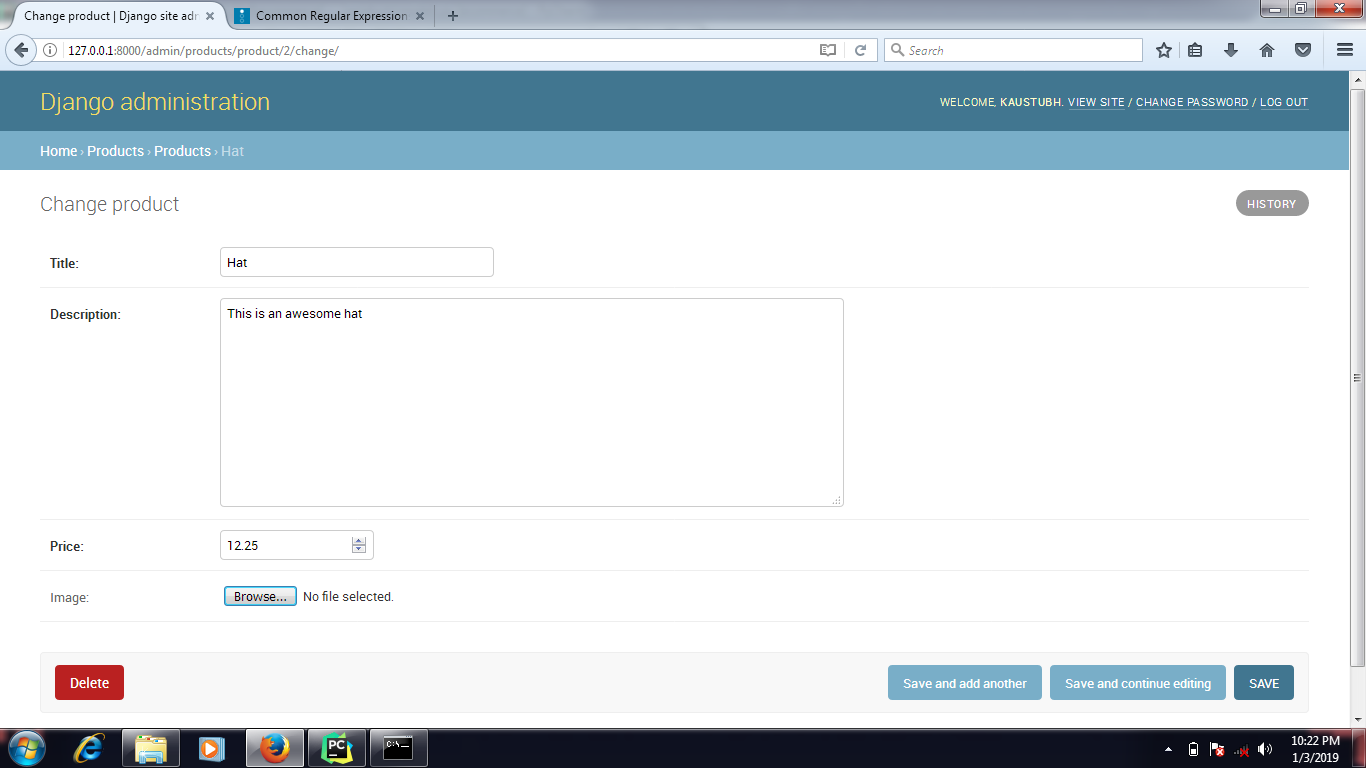 Change product | Django site adr
Common Regular Expression
127.0.0.1:8000/admin/products/product/2/change/
Search
Django administration
WELCOME, KAUSTUBH. VIEW SITE / CHANGE PASSWORD / LOG OUT
Home › Products › Products › Hat
Change product
HISTORY
Title:
Hat
Description:
This is an awesome hat
Price:
12.25
Image:
Browse... No file selected.
Delete
Save and add another
Save and continue editing
SAVE
PC
C:\_
10:22 PM
1/3/2019